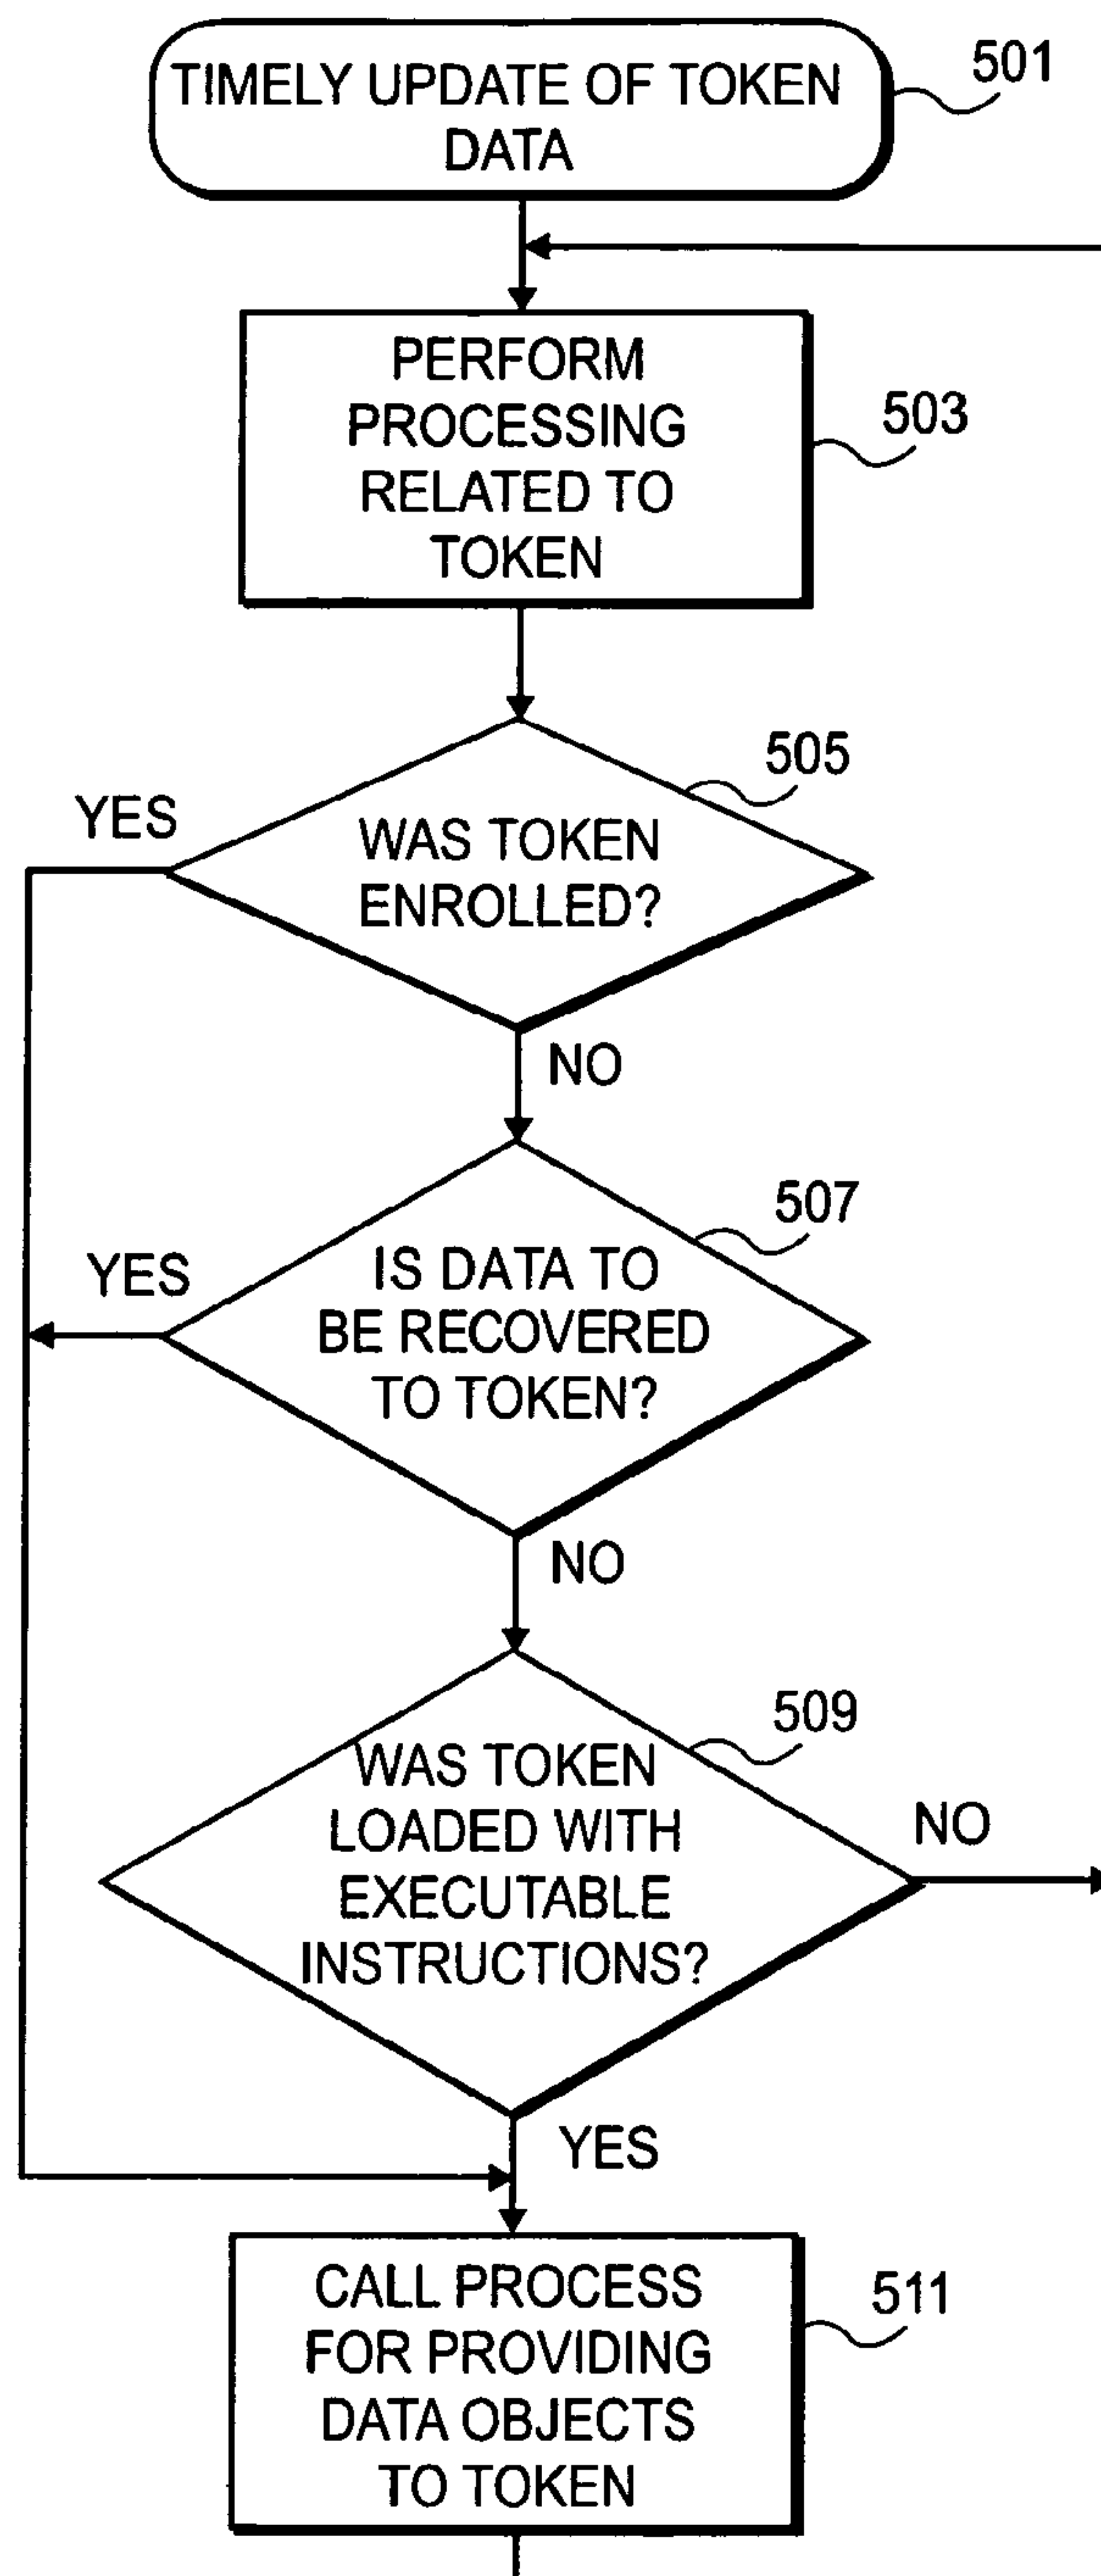 TIMELY UPDATE OF TOKEN
DATA
501
PERFORM
PROCESSING
RELATED TO
TOKEN
503
505
YES
WAS TOKEN
ENROLLED?
NO
507
YES
IS DATA TO
BE RECOVERED
TO TOKEN?
NO
509
WAS TOKEN
LOADED WITH
EXECUTABLE
INSTRUCTIONS?
NO
YES
CALL PROCESS
FOR PROVIDING
DATA OBJECTS
TO TOKEN
511